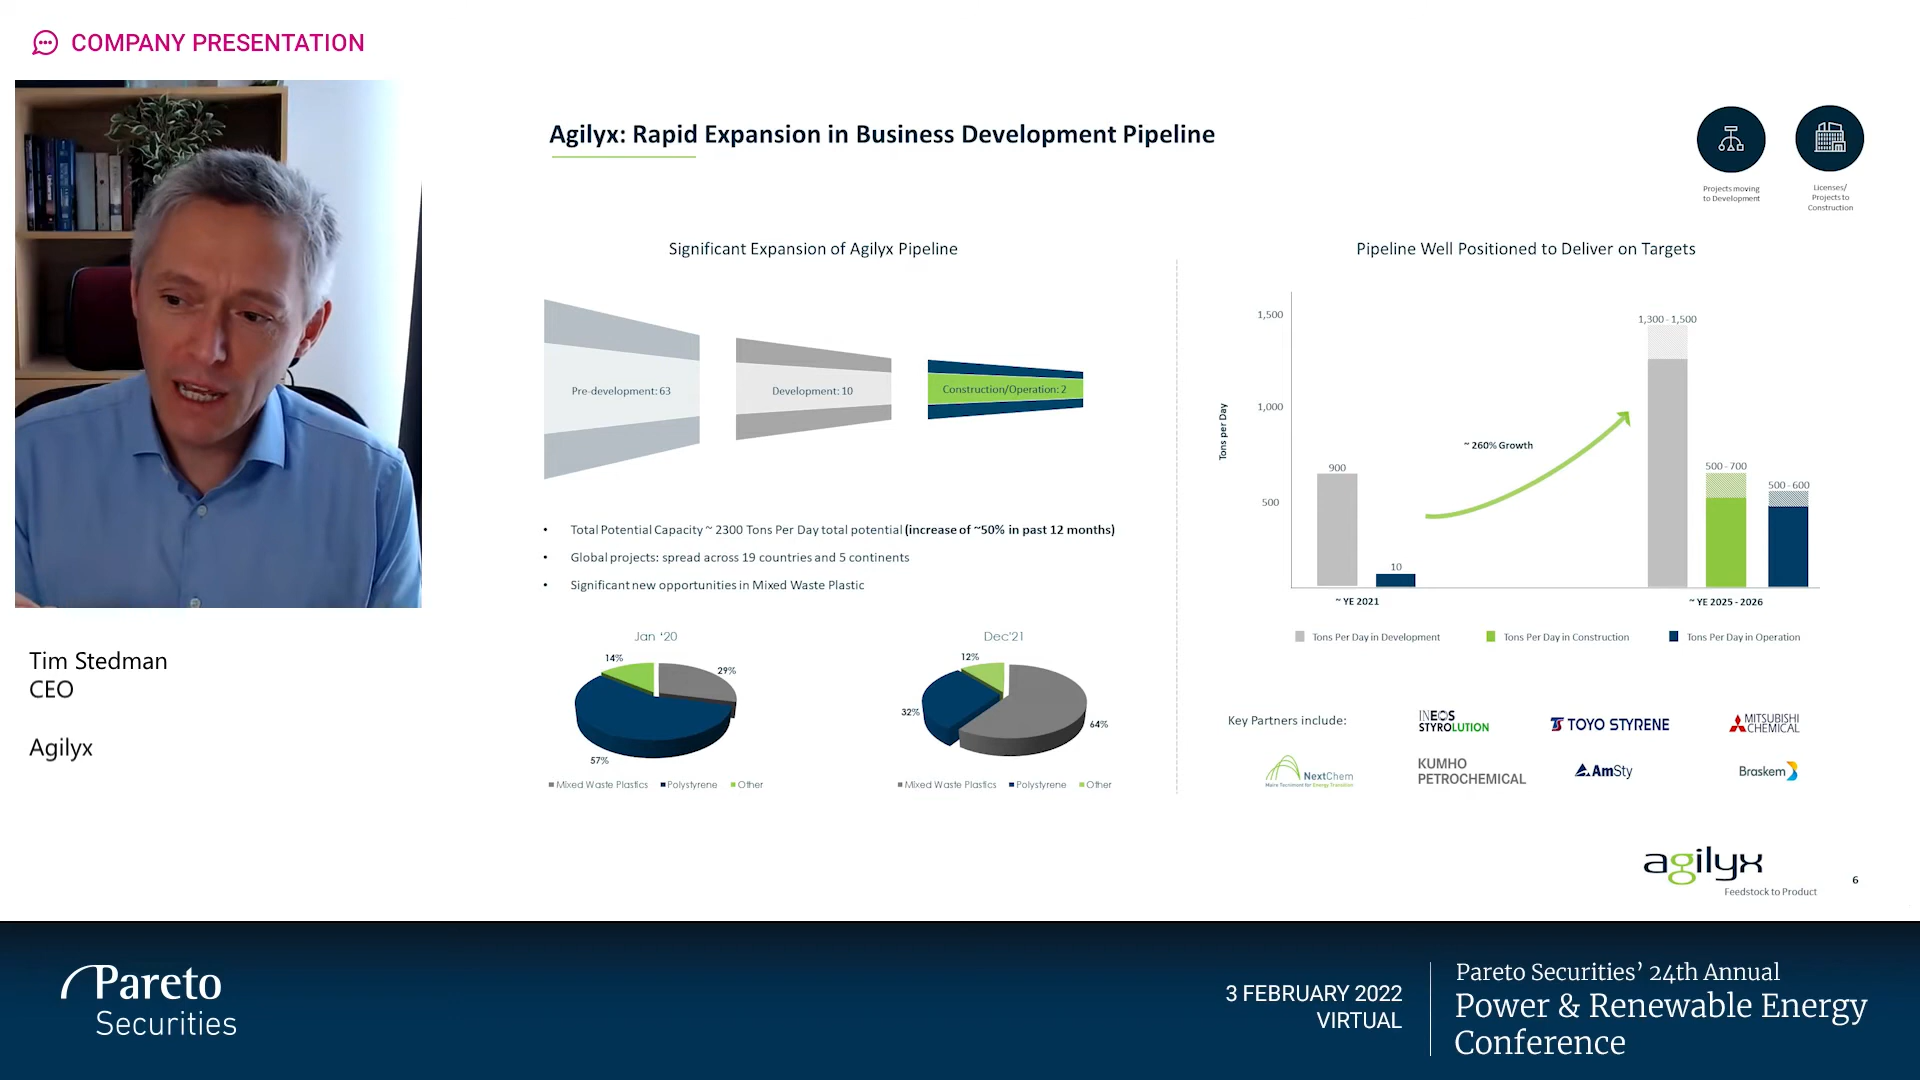 COMPANY PRESENTATION
Tim Stedman
CEO
Agilyx
Agilyx: Rapid Expansion in Business Development Pipeline
Projects moving
to Development
Licenses/
Projects to
Construction
Significant Expansion of Agilyx Pipeline
Pre-development: 63
Development: 10
Construction/Operation: 2
• Total Potential Capacity ~ 2300 Tons Per Day total potential (increase of ~50% in past 12 months)
• Global projects: spread across 19 countries and 5 continents
• Significant new opportunities in Mixed Waste Plastic
Jan '20
14%
29%
57%
Mixed Waste Plastics Polystyrene Other
Dec'21
12%
32%
64%
Mixed Waste Plastics Polystyrene Other
Pipeline Well Positioned to Deliver on Targets
Tons per Day
1,500
1,000
500
900
10
~ 260% Growth
1,300 - 1,500
500 - 700
500 - 600
~ YE 2021
~ YE 2025 - 2026
Tons Per Day in Development Tons Per Day in Construction Tons Per Day in Operation
Key Partners include:
INEOS
STYROLUTION
TOYO STYRENE
MITSUBISHI
CHEMICAL
NextChem
Maire Tecnimont for Energy Transition
KUMHO
PETROCHEMICAL
AmSty
Braskem
agilyx
Feedstock to Product
6
Pareto
Securities
3 FEBRUARY 2022
VIRTUAL
Pareto Securities’ 24th Annual
Power & Renewable Energy
Conference